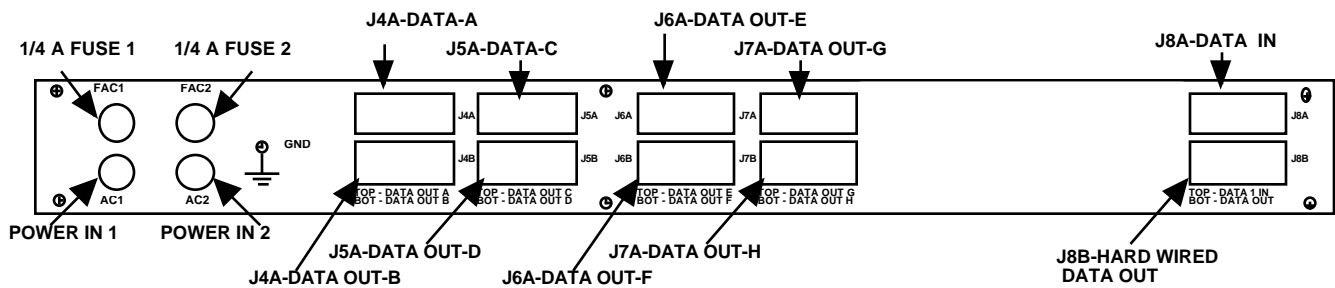 J4A-DATA-A
J6A-DATA OUT-E
1/4 A FUSE 1
1/4 A FUSE 2
J5A-DATA-C
J7A-DATA OUT-G
J8A-DATA IN
FAC1
FAC2
J4A
J5A
J6A
J7A
J8A
GND
J4B
J5B
J6B
J7B
J8B
AC1
AC2
TOP - DATA OUT A
BOT - DATA OUT B
TOP - DATA OUT C
BOT - DATA OUT D
TOP - DATA OUT E
BOT - DATA OUT F
TOP - DATA OUT G
BOT - DATA OUT H
TOP - DATA 1 IN
BOT - DATA OUT
POWER IN 1
POWER IN 2
J5A-DATA OUT-D
J7A-DATA OUT-H
J4A-DATA OUT-B
J6A-DATA OUT-F
J8B-HARD WIRED
DATA OUT